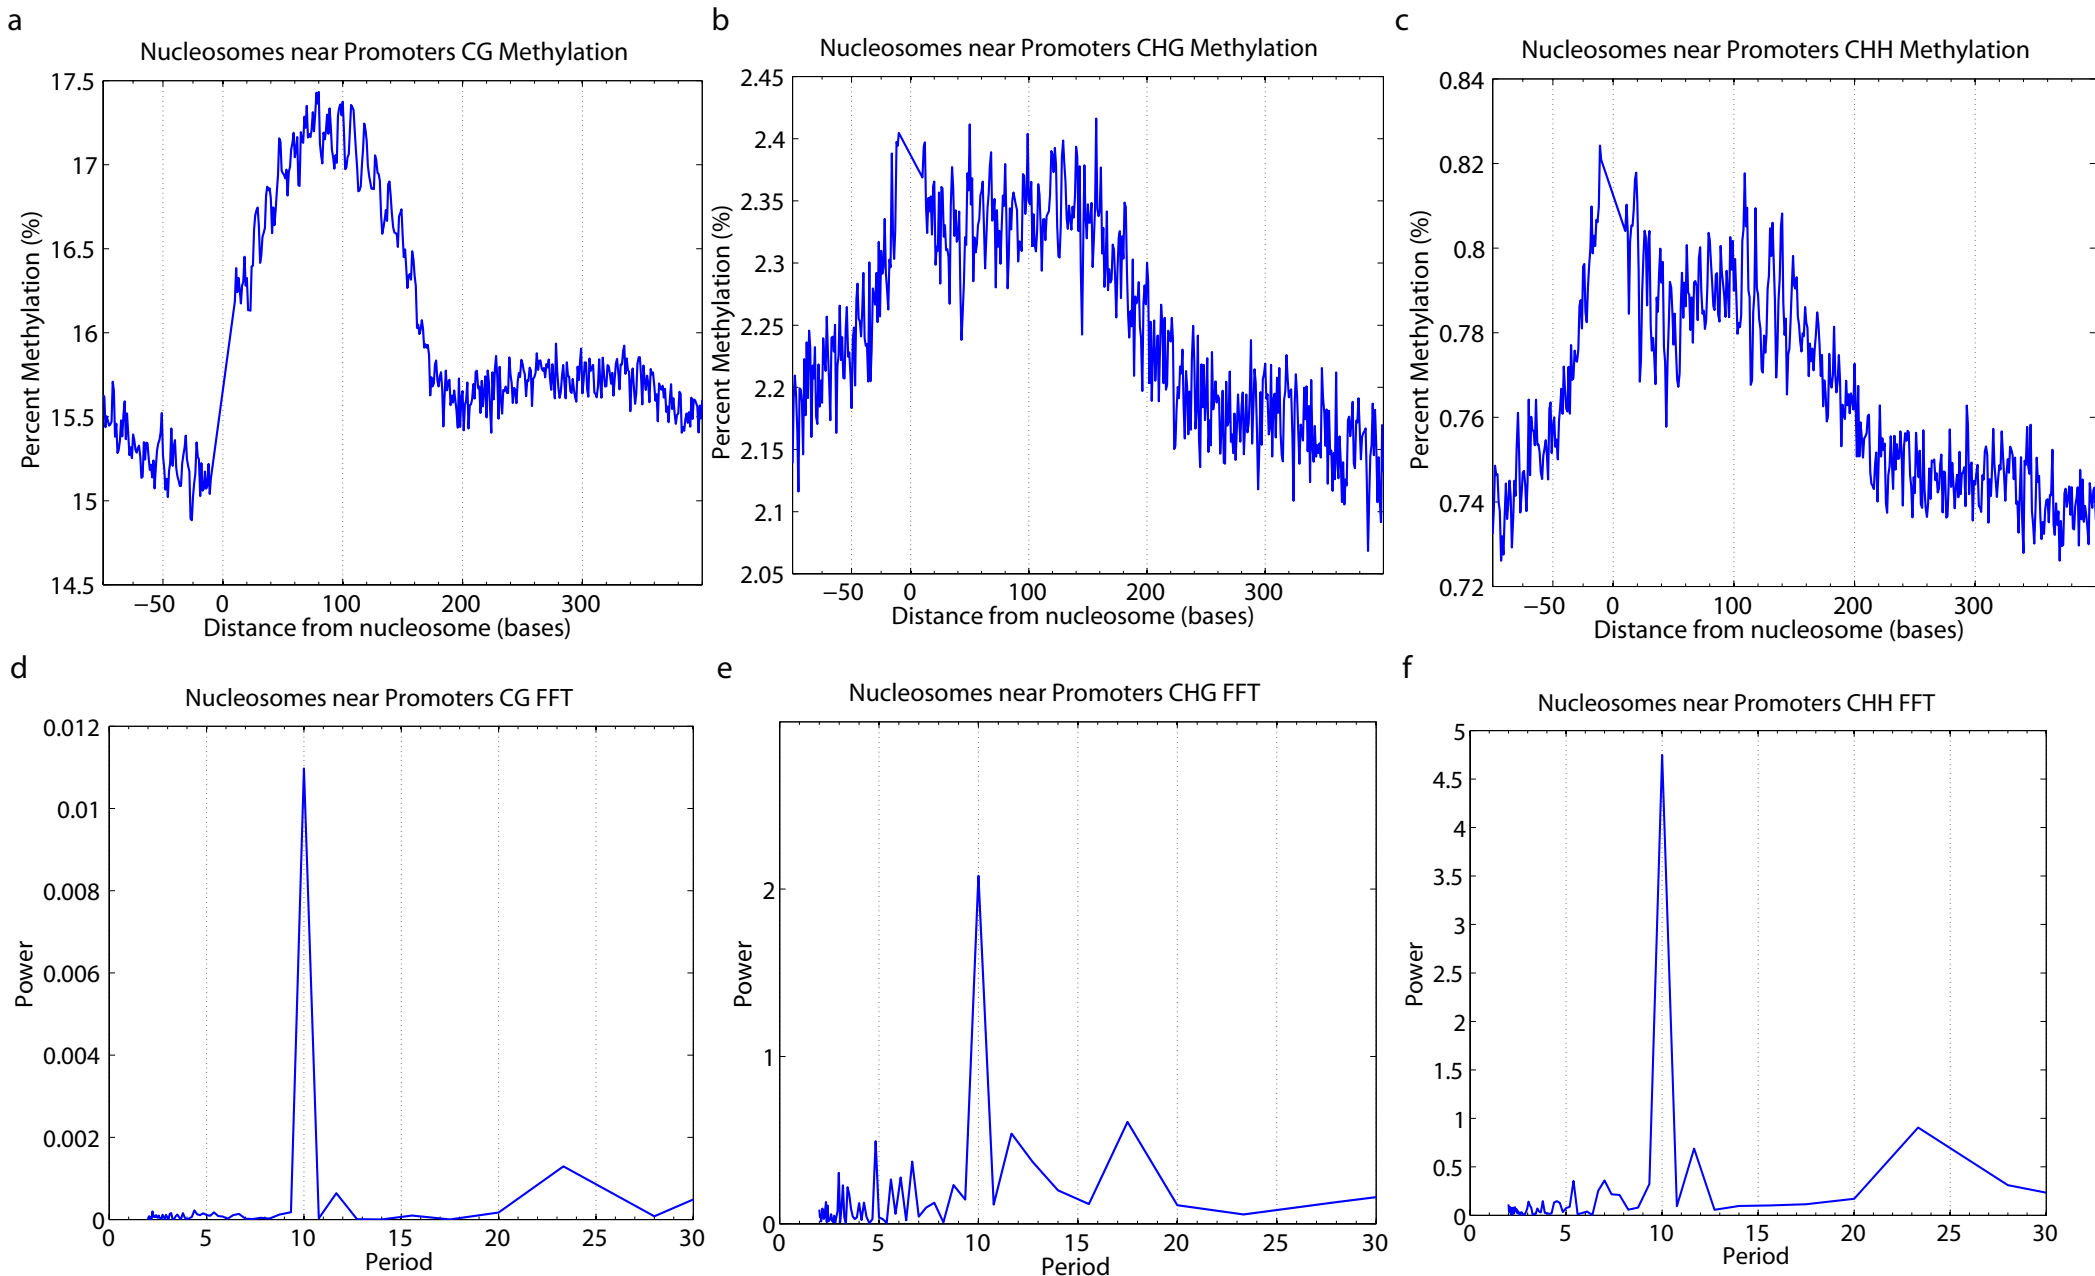 a
Nucleosomes near Promoters CG Methylation
17.5
17
16.5
16
15.5
15
14.5
Percent Methylation (%)
−50 0 100 200 300
Distance from nucleosome (bases)
b
Nucleosomes near Promoters CHG Methylation
2.45
2.4
2.35
2.3
2.25
2.2
2.15
2.1
2.05
Percent Methylation (%)
−50 0 100 200 300
Distance from nucleosome (bases)
c
Nucleosomes near Promoters CHH Methylation
0.84
0.82
0.8
0.78
0.76
0.74
0.72
Percent Methylation (%)
−50 0 100 200 300
Distance from nucleosome (bases)
d
Nucleosomes near Promoters CG FFT
0.012
0.01
0.008
0.006
0.004
0.002
0
Power
0 5 10 15 20 25 30
Period
e
Nucleosomes near Promoters CHG FFT
2
1
0
Power
0 5 10 15 20 25 30
Period
f
Nucleosomes near Promoters CHH FFT
5
4.5
4
3.5
3
2.5
2
1.5
1
0.5
0
Power
0 5 10 15 20 25 30
Period